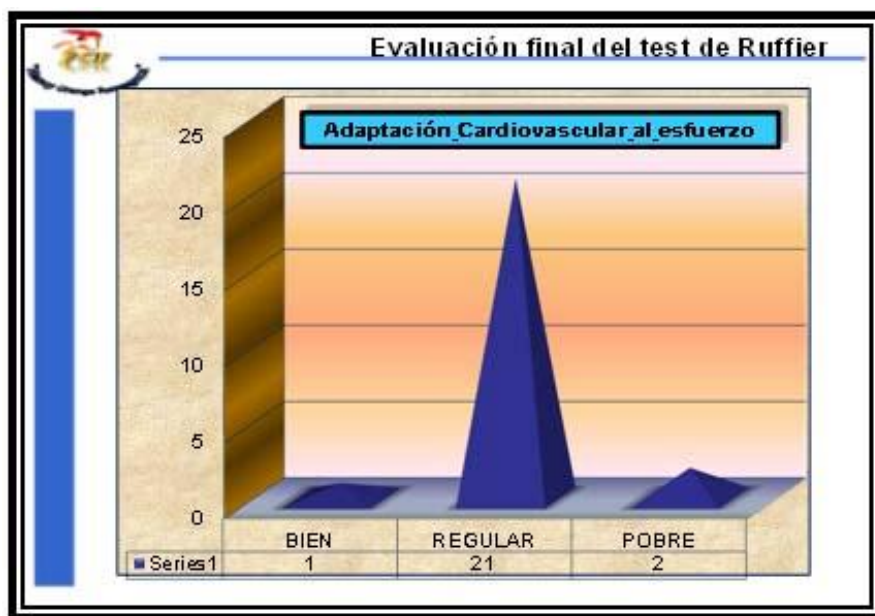 Evaluación final del test de Ruffier
Adaptación_Cardiovascular_al_esfuerzo
25
20
15
10
5
0
BIEN REGULAR POBRE
Series1 1 21 2